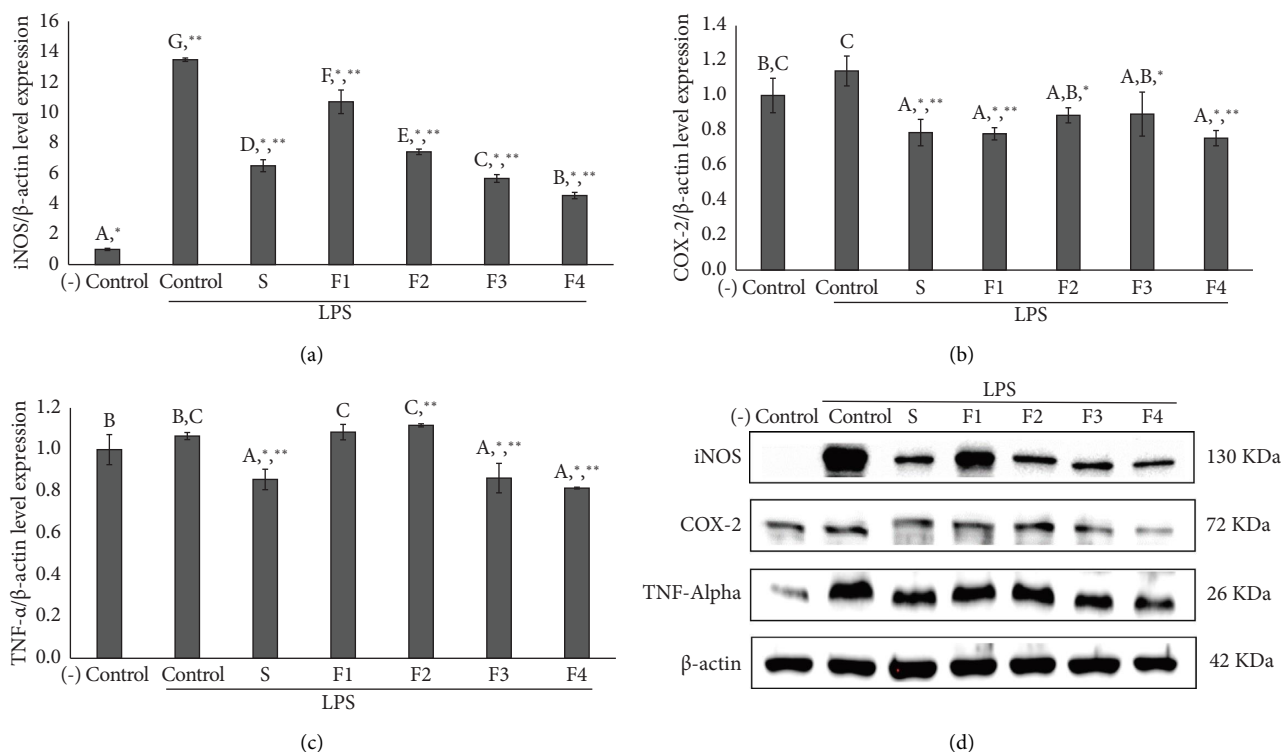 iNOS/β-actin level expression
16
14
12
10
8
6
4
2
0
A,*
G,**
D,*,**
F,*,**
E,*,**
C,*,**
B,*,**
(-) Control Control S F1 F2 F3 F4
LPS
(a)
COX-2/β-actin level expression
1.4
1.2
1.0
0.8
0.6
0.4
0.2
0.0
B,C
C
A,*,**
A,*,**
A,B,*
A,B,*
A,*,**
(-) Control Control S F1 F2 F3 F4
LPS
(b)
TNF-α/β-actin level expression
1.2
1.0
0.8
0.6
0.4
0.2
0.0
B
B,C
A,*,**
C
C,**
A,*,**
A,*,**
(-) Control Control S F1 F2 F3 F4
LPS
(c)
LPS
(-) Control Control S F1 F2 F3 F4
iNOS 130 KDa
COX-2 72 KDa
TNF-Alpha 26 KDa
β-actin 42 KDa
(d)